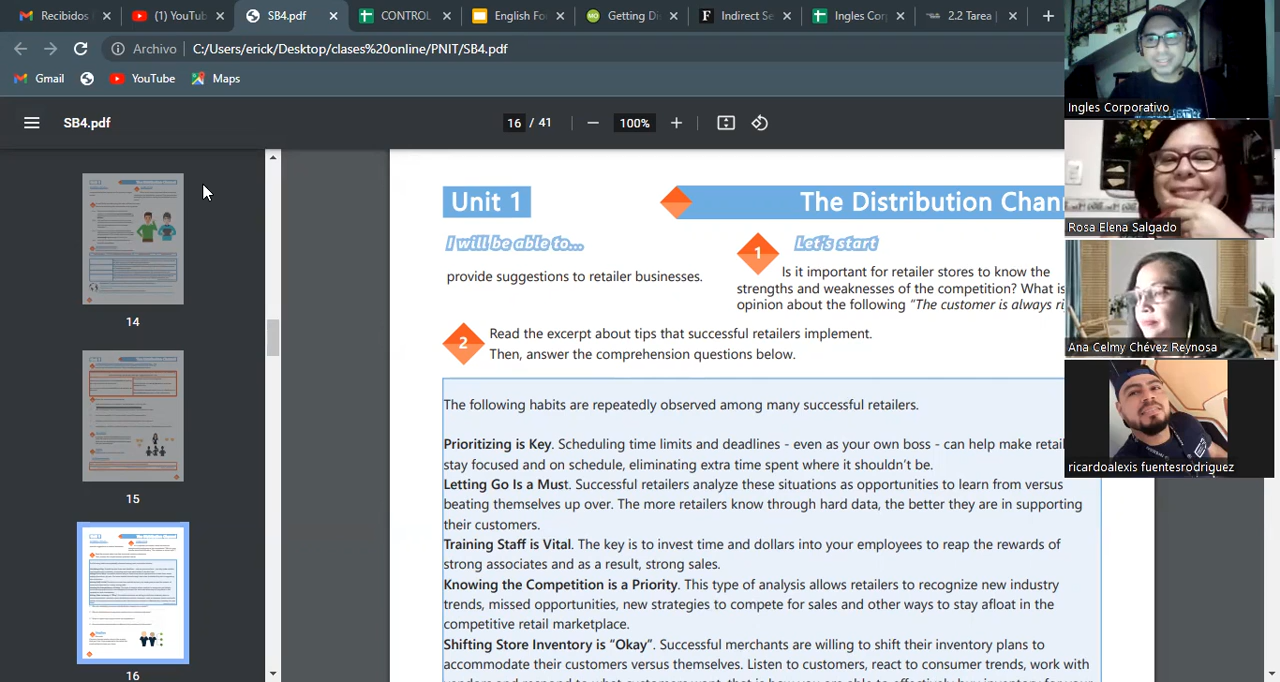 Recibidos
(1) YouTub
SB4.pdf
CONTROL
English Fo
Getting Di
Indirect Se
Ingles Cor
2.2 Tarea
Archivo
C:/Users/erick/Desktop/clases%20online/PNIT/SB4.pdf
Gmail
YouTube
Maps
SB4.pdf
16 / 41
100%
14
15
16
Unit 1
The Distribution Chan
I will be able to...
Let's start
provide suggestions to retailer businesses.
1
Is it important for retailer stores to know the
strengths and weaknesses of the competition? What is
opinion about the following "The customer is always ri
2
Read the excerpt about tips that successful retailers implement.
Then, answer the comprehension questions below.
The following habits are repeatedly observed among many successful retailers.
Prioritizing is Key. Scheduling time limits and deadlines - even as your own boss - can help make retail
stay focused and on schedule, eliminating extra time spent where it shouldn't be.
Letting Go Is a Must. Successful retailers analyze these situations as opportunities to learn from versus
beating themselves up over. The more retailers know through hard data, the better they are in supporting
their customers.
Training Staff is Vital. The key is to invest time and dollars into their employees to reap the rewards of
strong associates and as a result, strong sales.
Knowing the Competition is a Priority. This type of analysis allows retailers to recognize new industry
trends, missed opportunities, new strategies to compete for sales and other ways to stay afloat in the
competitive retail marketplace.
Shifting Store Inventory is "Okay". Successful merchants are willing to shift their inventory plans to
accommodate their customers versus themselves. Listen to customers, react to consumer trends, work with
Ingles Corporativo
Rosa Elena Salgado
Ana Celmy Chévez Reynosa
ricardoalexis fuentesrodriguez